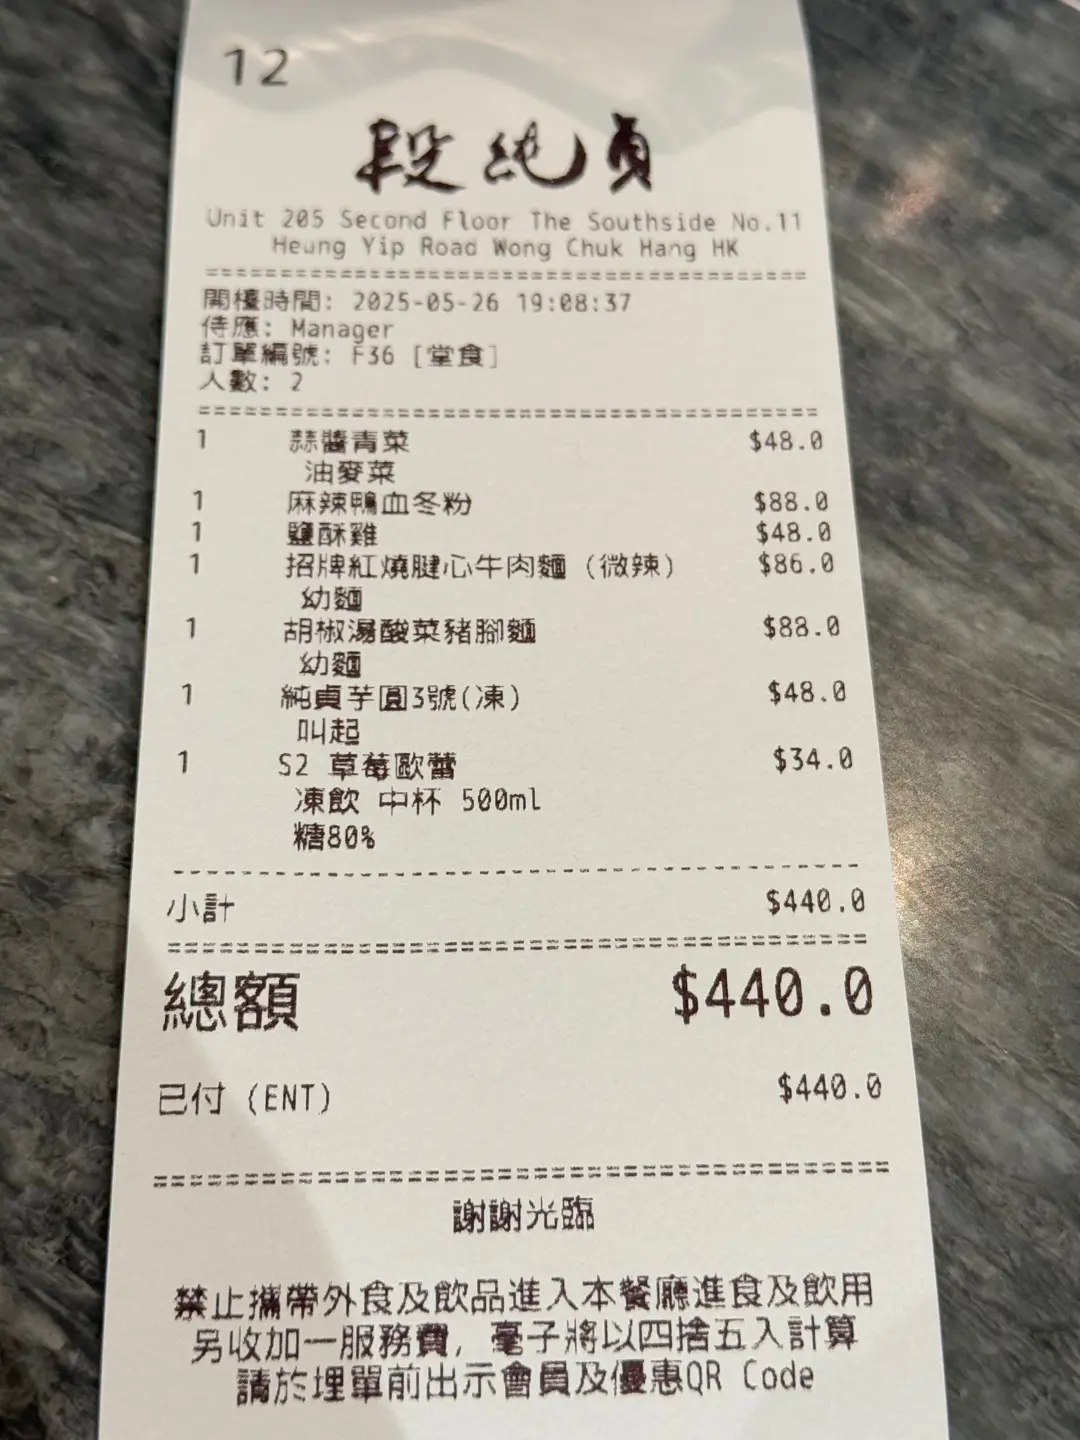 12
段純貞
Unit 205 Second Floor The Southside No.11
Heung Yip Road Wong Chuk Hang HK
開檯時間: 2025-05-26 19:08:37
侍應: Manager
訂單編號: F36 [堂食]
人數: 2
1 蒜醬青菜 $48.0
油麥菜
1 麻辣鴨血冬粉 $88.0
1 鹽酥雞 $48.0
1 招牌紅燒腱心牛肉麵 (微辣) $86.0
幼麵
1 胡椒湯酸菜豬腳麵 $88.0
幼麵
1 純貞芋圓3號(凍) $48.0
叫起
1 S2 草莓歐蕾 $34.0
凍飲 中杯 500ml
糖80%
小計 $440.0
總額 $440.0
已付 (ENT) $440.0
謝謝光臨
禁止攜帶外食及飲品進入本餐廳進食及飲用
另收加一服務費, 毫子將以四捨五入計算
請於埋單前出示會員及優惠QR Code